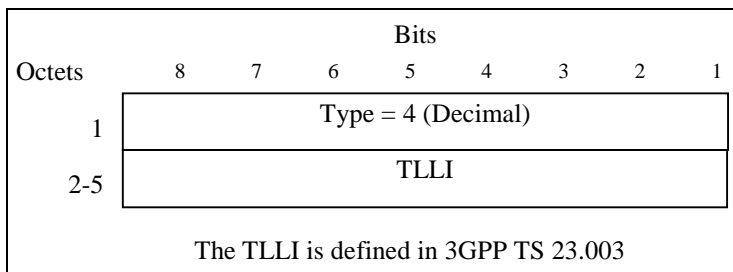 Bits
Octets 8 7 6 5 4 3 2 1
1 Type = 4 (Decimal)
2-5 TLLI
The TLLI is defined in 3GPP TS 23.003